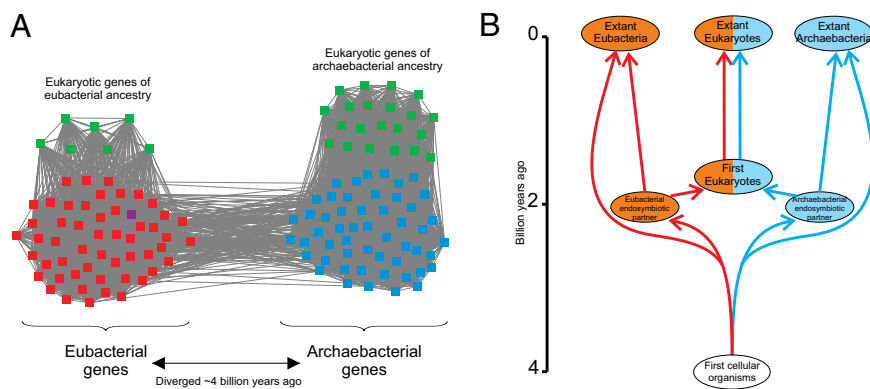 A
Eukaryotic genes of
eubacterial ancestry
Eukaryotic genes of
archaebacterial ancestry
Eubacterial
genes
Archaebacterial
genes
Diverged ~4 billion years ago
B
Billion years ago
0
2
4
Extant
Eubacteria
Extant
Eukaryotes
Extant
Archaebacteria
First
Eukaryotes
Eubacterial
endosymbiotic
partner
Archaebacterial
endosymbiotic
partner
First cellular
organisms